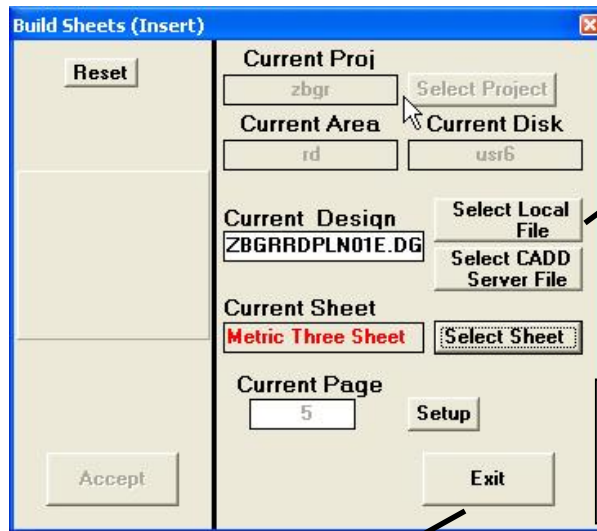 Build Sheets (Insert)
Reset
Current Proj
zbgr
Select Project
Current Area
Current Disk
rd
usr6
Current Design
Select Local
File
ZBGRRDPLN01E.DG
Select CADD
Server File
Current Sheet
Metric Three Sheet
Select Sheet
Current Page
5
Setup
Accept
Exit